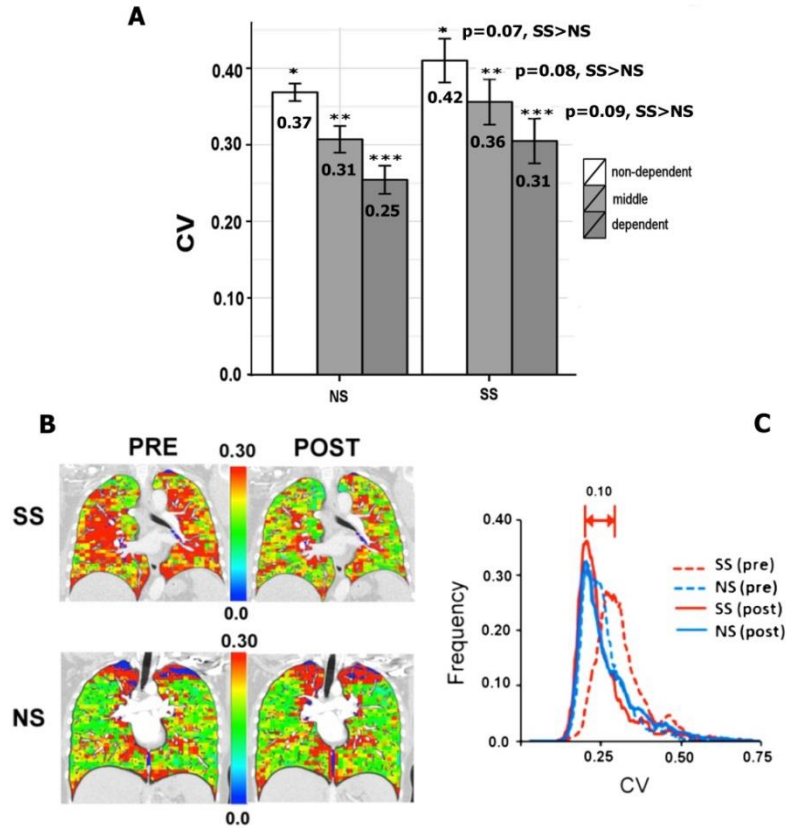 A
CV
0.40
0.30
0.20
0.10
0.0
*
0.37
**
0.31
***
0.25
* p=0.07, SS>NS
0.42
** p=0.08, SS>NS
0.36
*** p=0.09, SS>NS
0.31
non-dependent
middle
dependent
NS SS
B
PRE POST
SS
0.30
0.0
NS
0.30
0.0
C
0.10
Frequency
0.40
0.30
0.20
0.10
0.0
0.25 0.50 0.75
CV
SS (pre)
NS (pre)
SS (post)
NS (post)